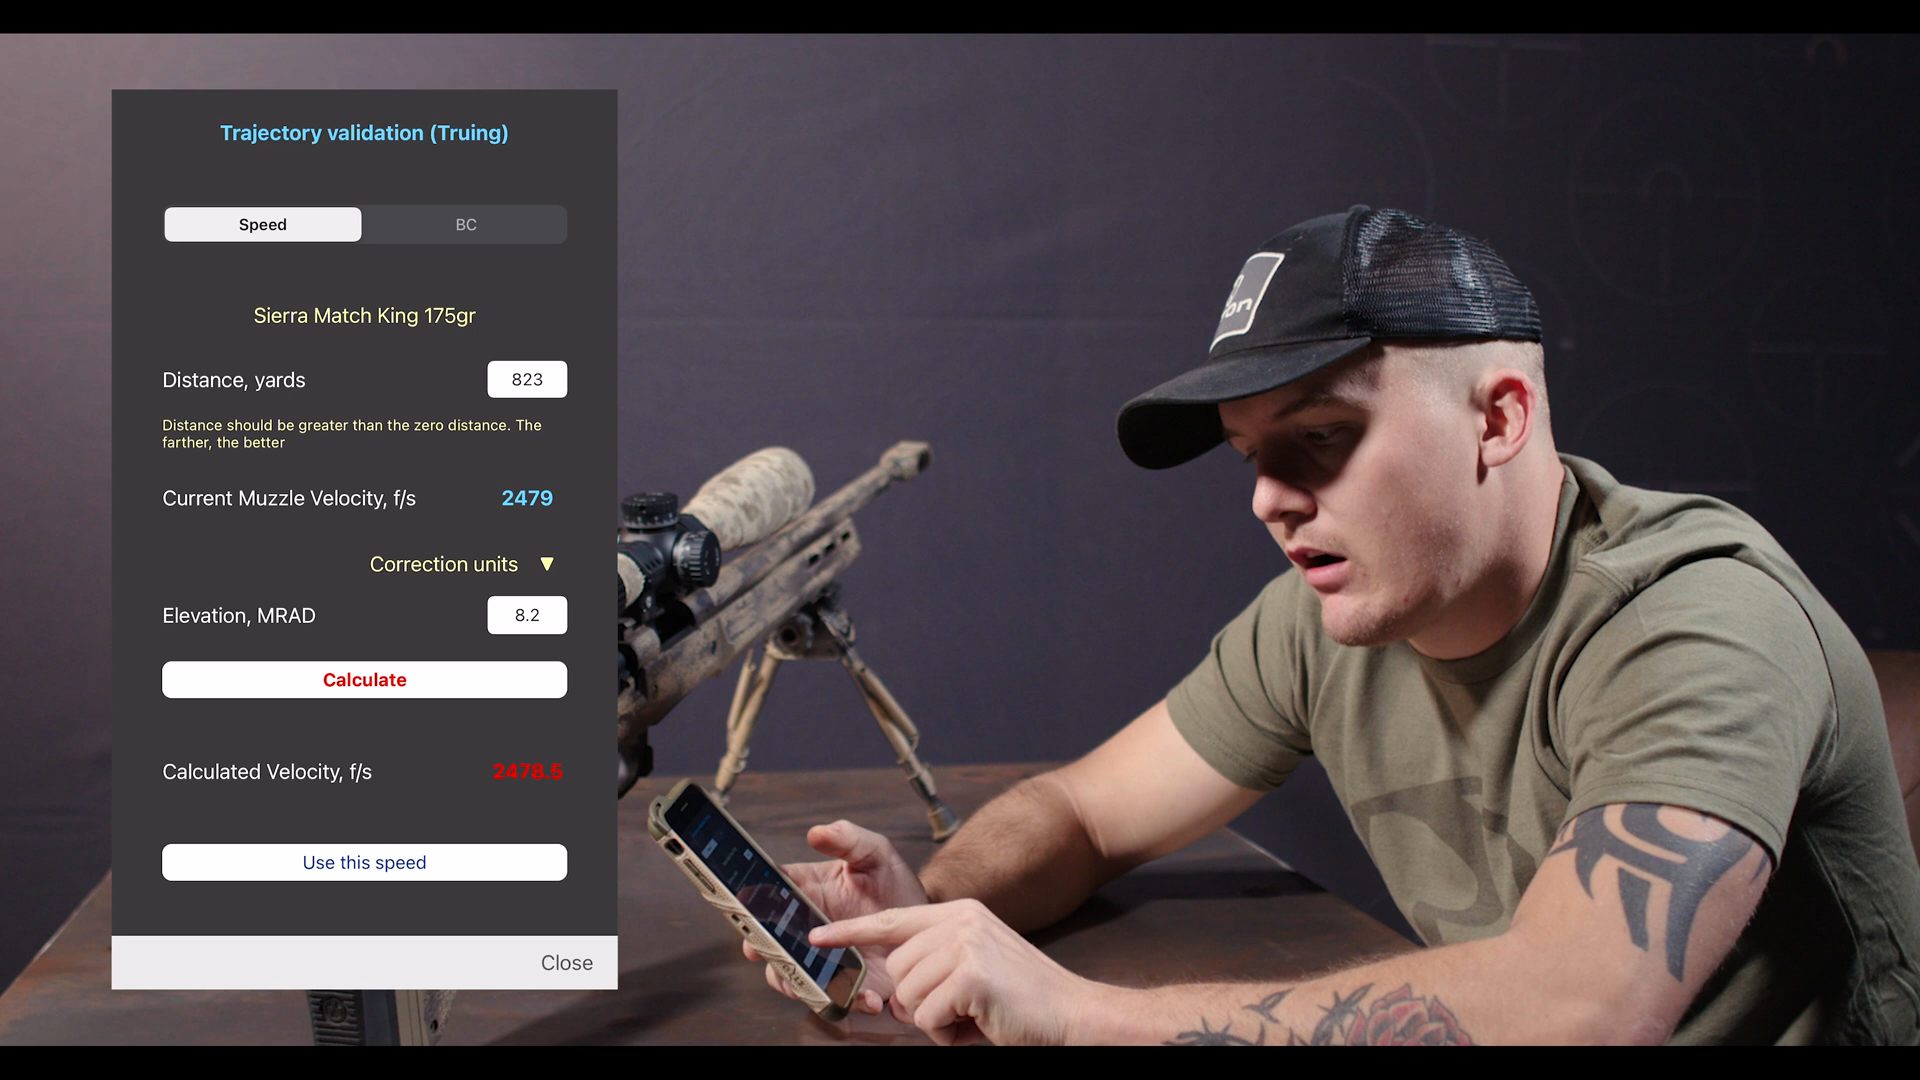 Trajectory validation (Truing)
Speed BC
Sierra Match King 175gr
Distance, yards 823
Distance should be greater than the zero distance. The
farther, the better
Current Muzzle Velocity, f/s 2479
Correction units ▼
Elevation, MRAD 8.2
Calculate
Calculated Velocity, f/s 2478.5
Use this speed
Close